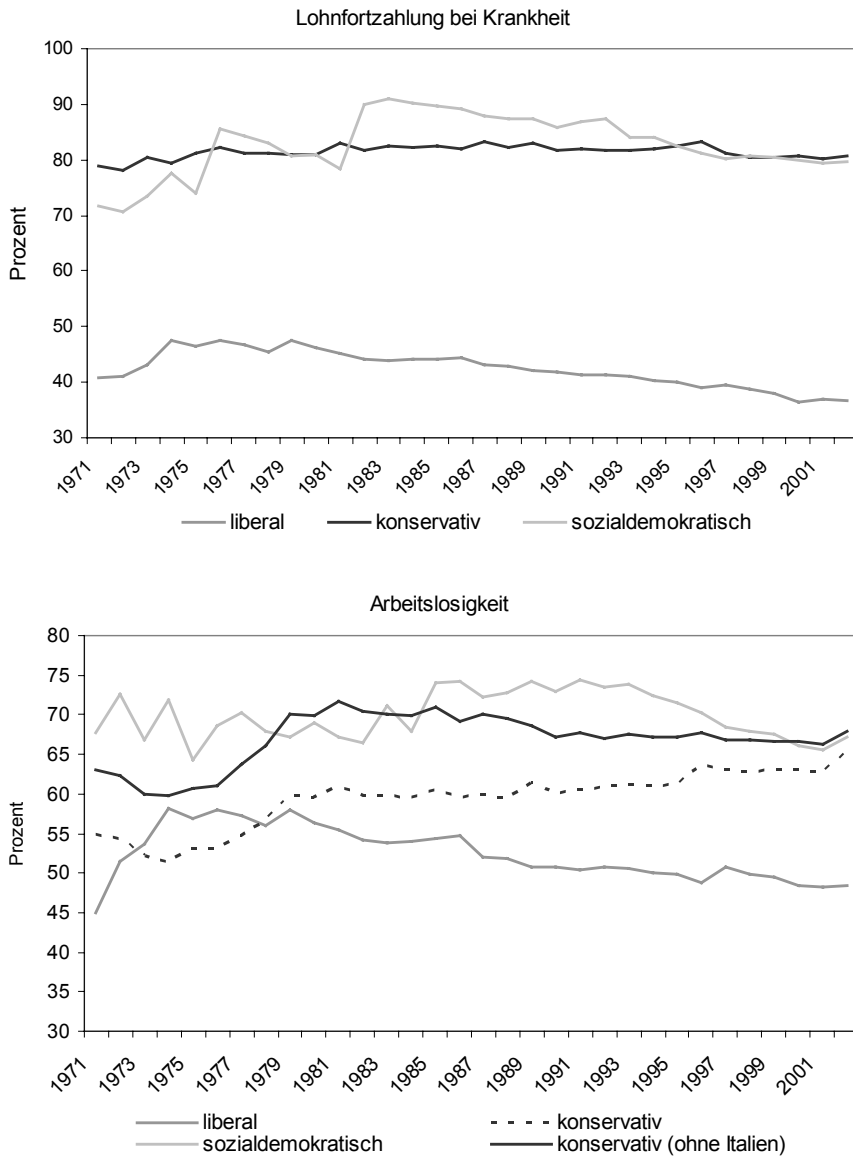 Lohnfortzahlung bei Krankheit
100
90
80
70
60
50
40
30
Prozent
1971 1973 1975 1977 1979 1981 1983 1985 1987 1989 1991 1993 1995 1997 1999 2001
liberal konservativ sozialdemokratisch
Arbeitslosigkeit
80
75
70
65
60
55
50
45
40
35
30
Prozent
1971 1973 1975 1977 1979 1981 1983 1985 1987 1989 1991 1993 1995 1997 1999 2001
liberal konservativ
sozialdemokratisch konservativ (ohne Italien)